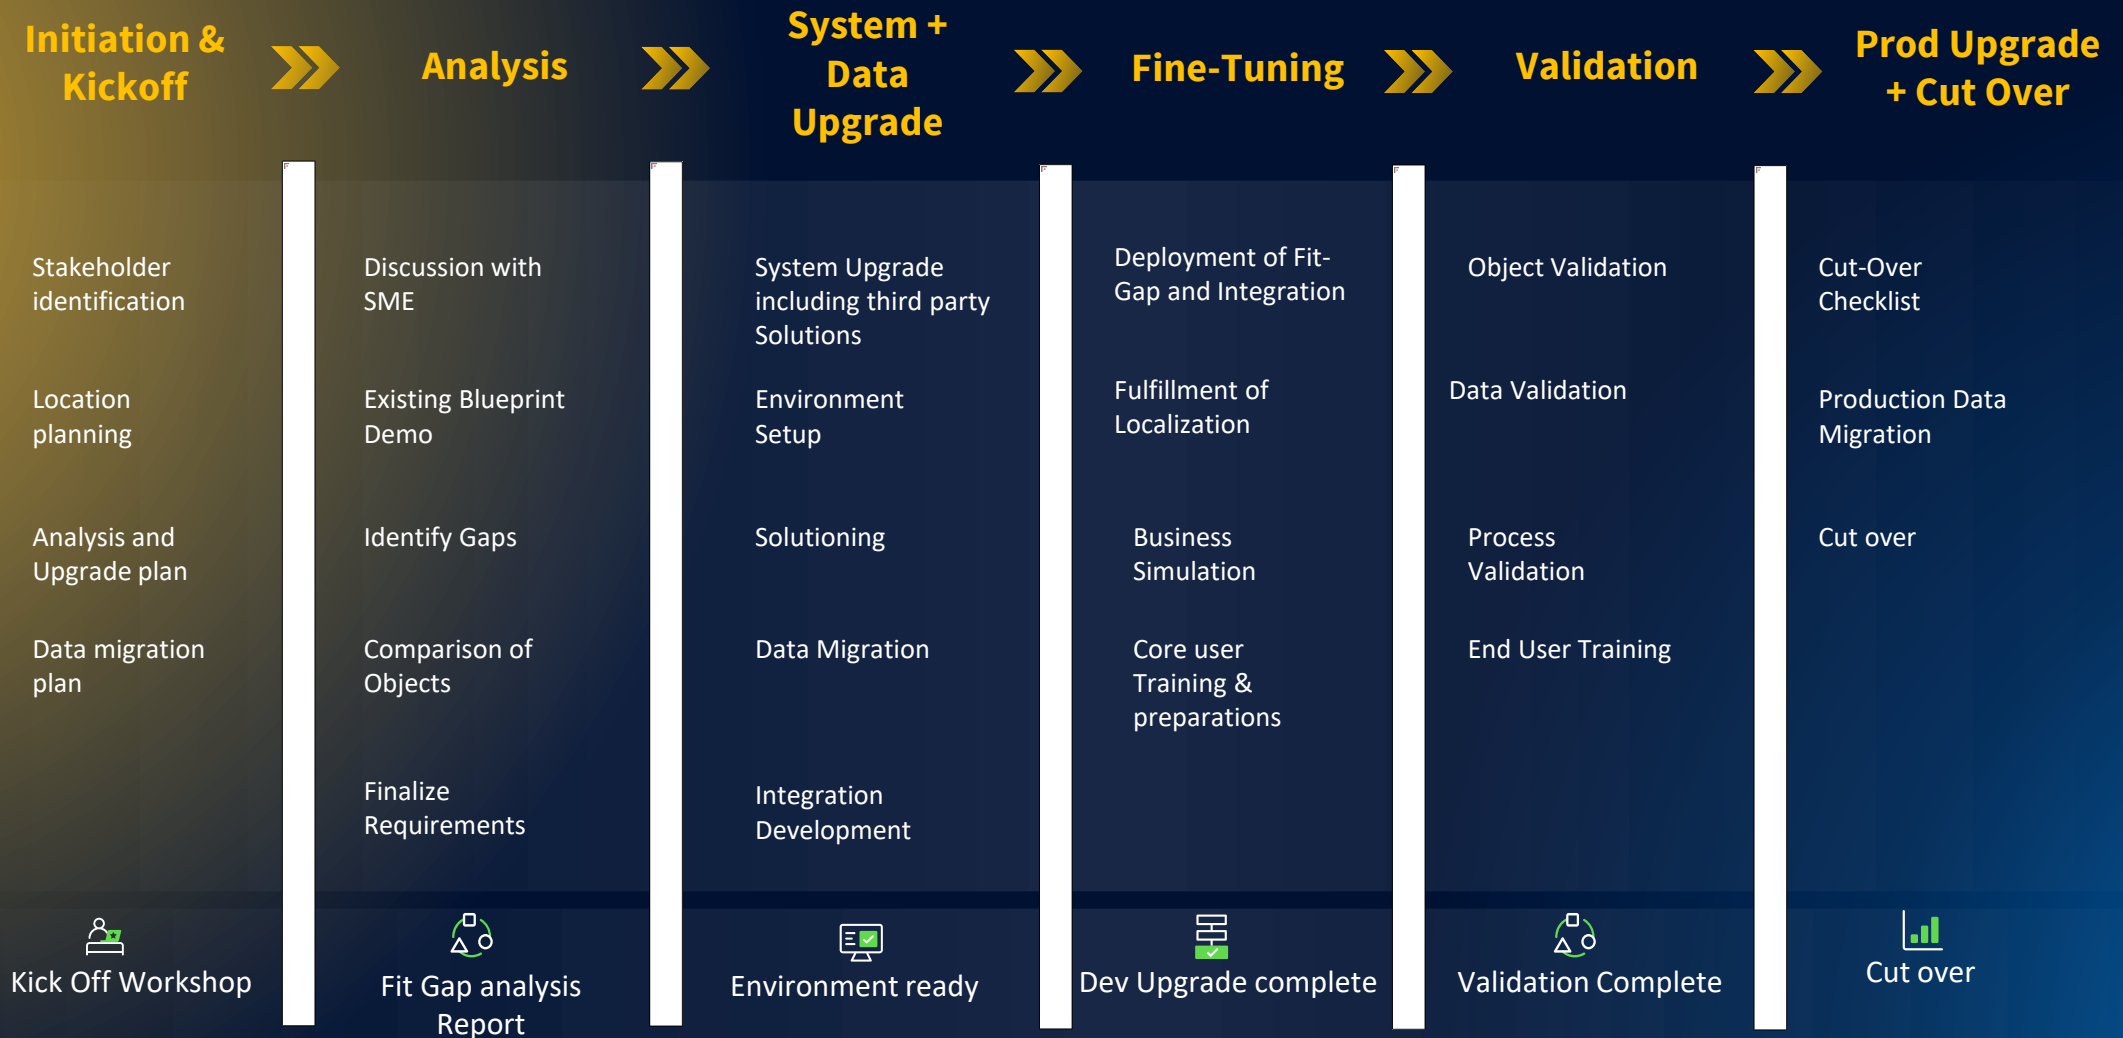 Initiation &
Kickoff
Analysis
System +
Data
Upgrade
Fine-Tuning
Validation
Prod Upgrade
+ Cut Over
Stakeholder
identification
Location
planning
Analysis and
Upgrade plan
Data migration
plan
Kick Off Workshop
Discussion with
SME
Existing Blueprint
Demo
Identify Gaps
Comparison of
Objects
Finalize
Requirements
Fit Gap analysis
Report
System Upgrade
including third party
Solutions
Environment
Setup
Solutioning
Data Migration
Integration
Development
Environment ready
Deployment of Fit-
Gap and Integration
Fulfillment of
Localization
Business
Simulation
Core user
Training &
preparations
Dev Upgrade complete
Object Validation
Data Validation
Process
Validation
End User Training
Validation Complete
Cut-Over
Checklist
Production Data
Migration
Cut over
Cut over